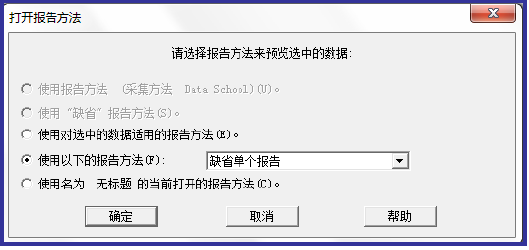 打开报告方法
请选择报告方法来预览选中的数据:
使用报告方法 (采集方法 Data School)(U)。
使用“缺省”报告方法(S)。
使用对选中的数据适用的报告方法(E)。
使用以下的报告方法(F): 缺省单个报告
使用名为 无标题 的当前打开的报告方法(C)。
确定 取消 帮助